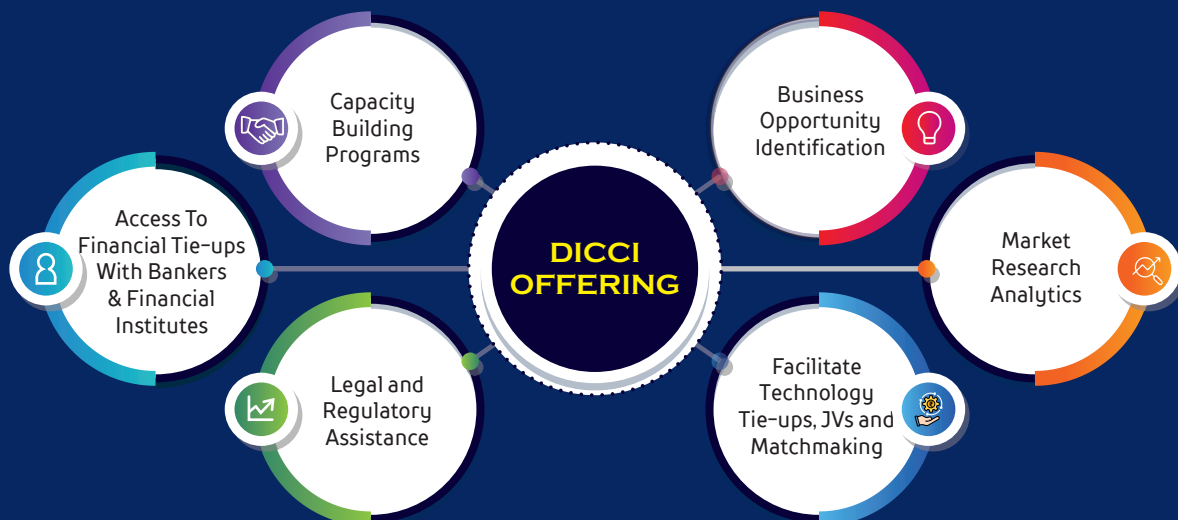 Capacity
Building
Programs
Business
Opportunity
Identification
Access To
Financial Tie-ups
With Bankers
& Financial
Institutes
DICCI
OFFERING
Market
Research
Analytics
Legal and
Regulatory
Assistance
Facilitate
Technology
Tie-ups, JVs and
Matchmaking